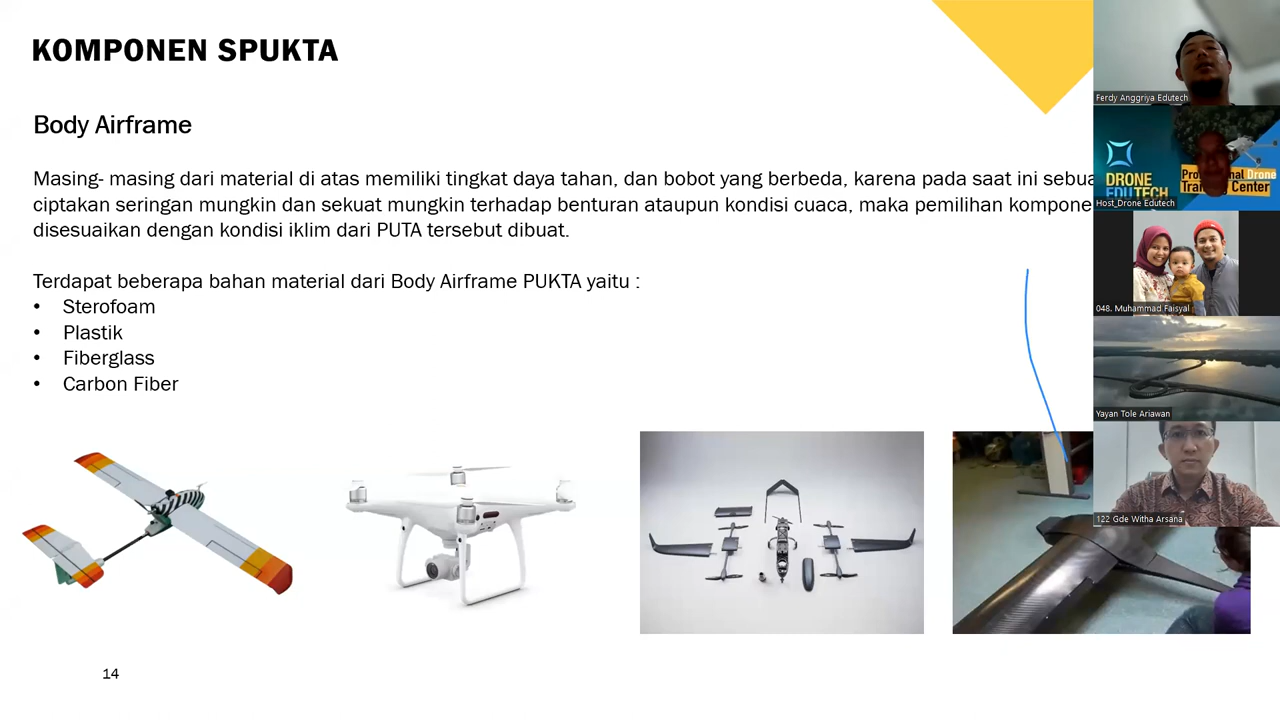 KOMPONEN SPUKTA
Body Airframe
Masing- masing dari material di atas memiliki tingkat daya tahan, dan bobot yang berbeda, karena pada saat ini
ciptakan seringan mungkin dan sekuat mungkin terhadap benturan ataupun kondisi cuaca, maka pemilihan
disesuaikan dengan kondisi iklim dari PUTA tersebut dibuat.
Terdapat beberapa bahan material dari Body Airframe PUKTA yaitu :
• Sterofoam
• Plastik
• Fiberglass
• Carbon Fiber
14
Ferdy Anggriya Edutech
DRONE
EDUTECH
Drone
Center
Host_Drone Edutech
048. Muhammad Faisyal
Yayan Tole Ariawan
122 Gde Witha Arsana